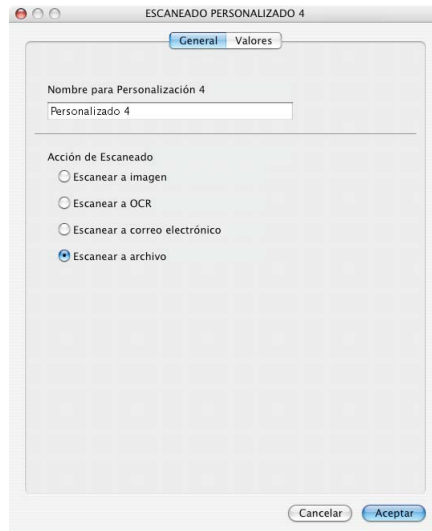 ESCANEADO PERSONALIZADO 4
General Valores
Nombre para Personalización 4
Personalizado 4
Acción de Escaneado
Escanear a imagen
Escanear a OCR
Escanear a correo electrónico
Escanear a archivo
Cancelar Aceptar